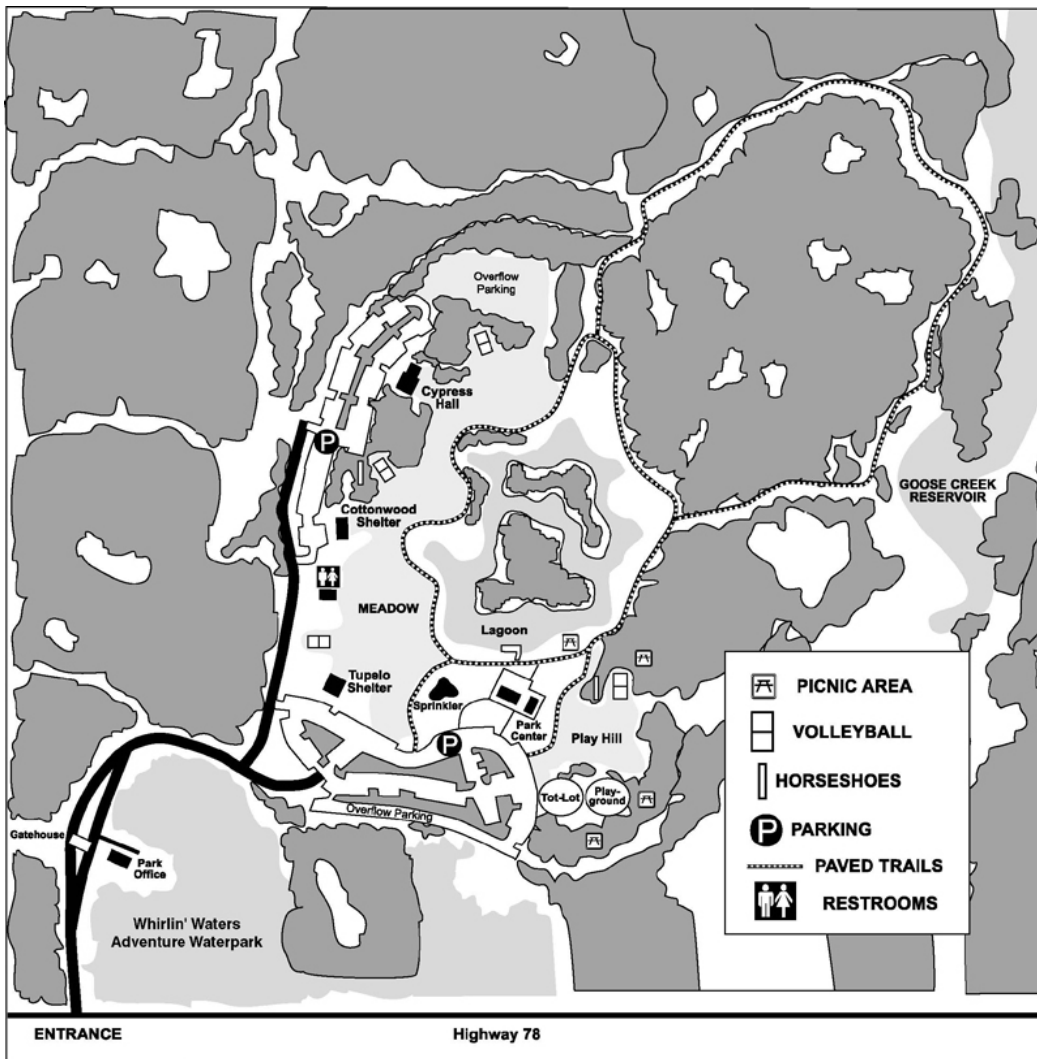 Overflow
Parking
Cypress
Hall
P
Cottonwood
Shelter
GOOSE CREEK
RESERVOIR
MEADOW
Lagoon
Tupelo
Shelter
Sprinkler
Park
Center
P
Play Hill
Tot-Lot
Play-
ground
Overflow Parking
Gatehouse
Park
Office
Whirlin' Waters
Adventure Waterpark
PICNIC AREA
VOLLEYBALL
HORSESHOES
P PARKING
PAVED TRAILS
RESTROOMS
ENTRANCE
Highway 78